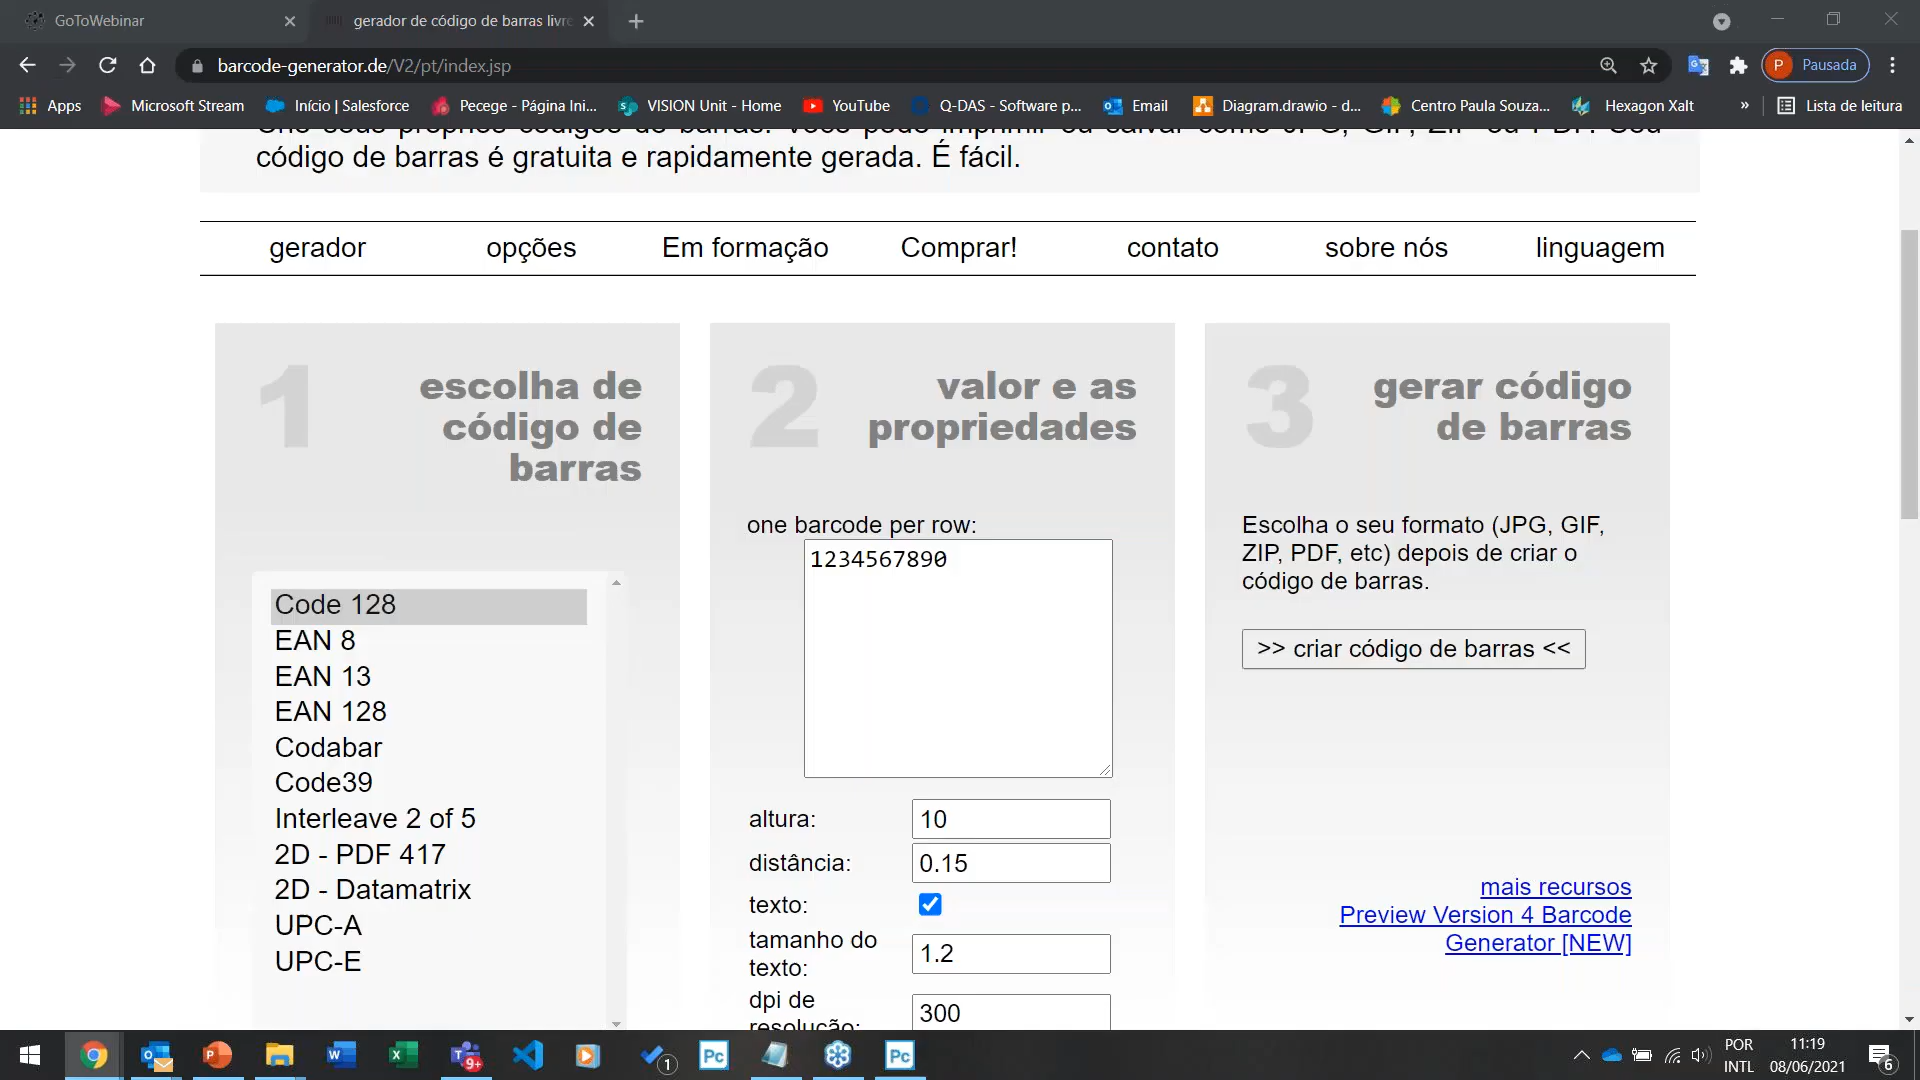 GoToWebinar
gerador de código de barras livre
barcode-generator.de/V2/pt/index.jsp
P Pausada
Apps
Microsoft Stream
Início | Salesforce
Pecege - Página Ini...
VISION Unit - Home
YouTube
Q-DAS - Software p...
Email
Diagram.drawio - d...
Centro Paula Souza...
Hexagon Xalt
»
Lista de leitura
código de barras é gratuita e rapidamente gerada. É fácil.
gerador
opções
Em formação
Comprar!
contato
sobre nós
linguagem
1
escolha de
código de
barras
Code 128
EAN 8
EAN 13
EAN 128
Codabar
Code39
Interleave 2 of 5
2D - PDF 417
2D - Datamatrix
UPC-A
UPC-E
2
valor e as
propriedades
one barcode per row:
1234567890
altura:
10
distância:
0.15
texto:
tamanho do
texto:
1.2
dpi de
resolução:
300
3
gerar código
de barras
Escolha o seu formato (JPG, GIF,
ZIP, PDF, etc) depois de criar o
código de barras.
>> criar código de barras <<
mais recursos
Preview Version 4 Barcode
Generator [NEW]
9+
1
Pc
Pc
POR
INTL
11:19
08/06/2021
6